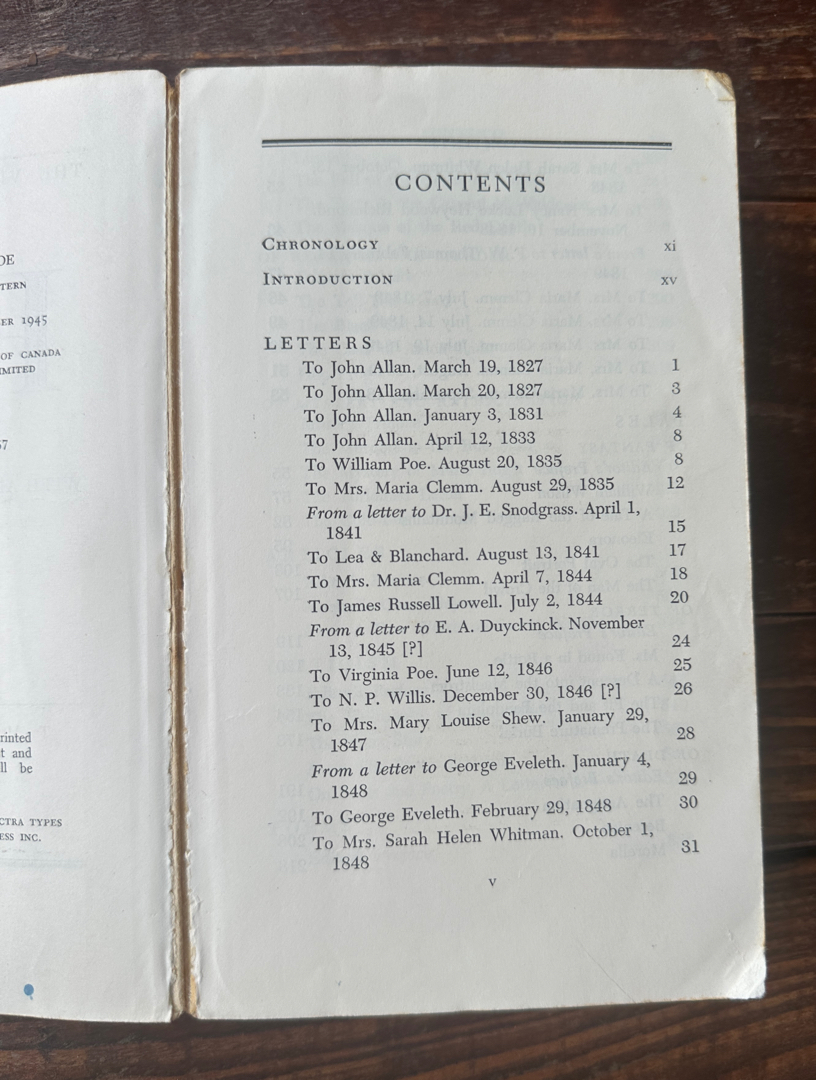 DE
TERN
ER 1945
OF CANADA
IMITED
57
rinted
t and
ll be
CTRA TYPES
ESS INC.
CONTENTS
CHRONOLOGY xi
INTRODUCTION xv
LETTERS
To John Allan. March 19, 1827 1
To John Allan. March 20, 1827 3
To John Allan. January 3, 1831 4
To John Allan. April 12, 1833 8
To William Poe. August 20, 1835 8
To Mrs. Maria Clemm. August 29, 1835 12
From a letter to Dr. J. E. Snodgrass. April 1,
1841 15
To Lea & Blanchard. August 13, 1841 17
To Mrs. Maria Clemm. April 7, 1844 18
To James Russell Lowell. July 2, 1844 20
From a letter to E. A. Duyckinck. November
13, 1845 [?] 24
To Virginia Poe. June 12, 1846 25
To N. P. Willis. December 30, 1846 [?] 26
To Mrs. Mary Louise Shew. January 29,
1847 28
From a letter to George Eveleth. January 4,
1848 29
To George Eveleth. February 29, 1848 30
To Mrs. Sarah Helen Whitman. October 1,
1848 31
v